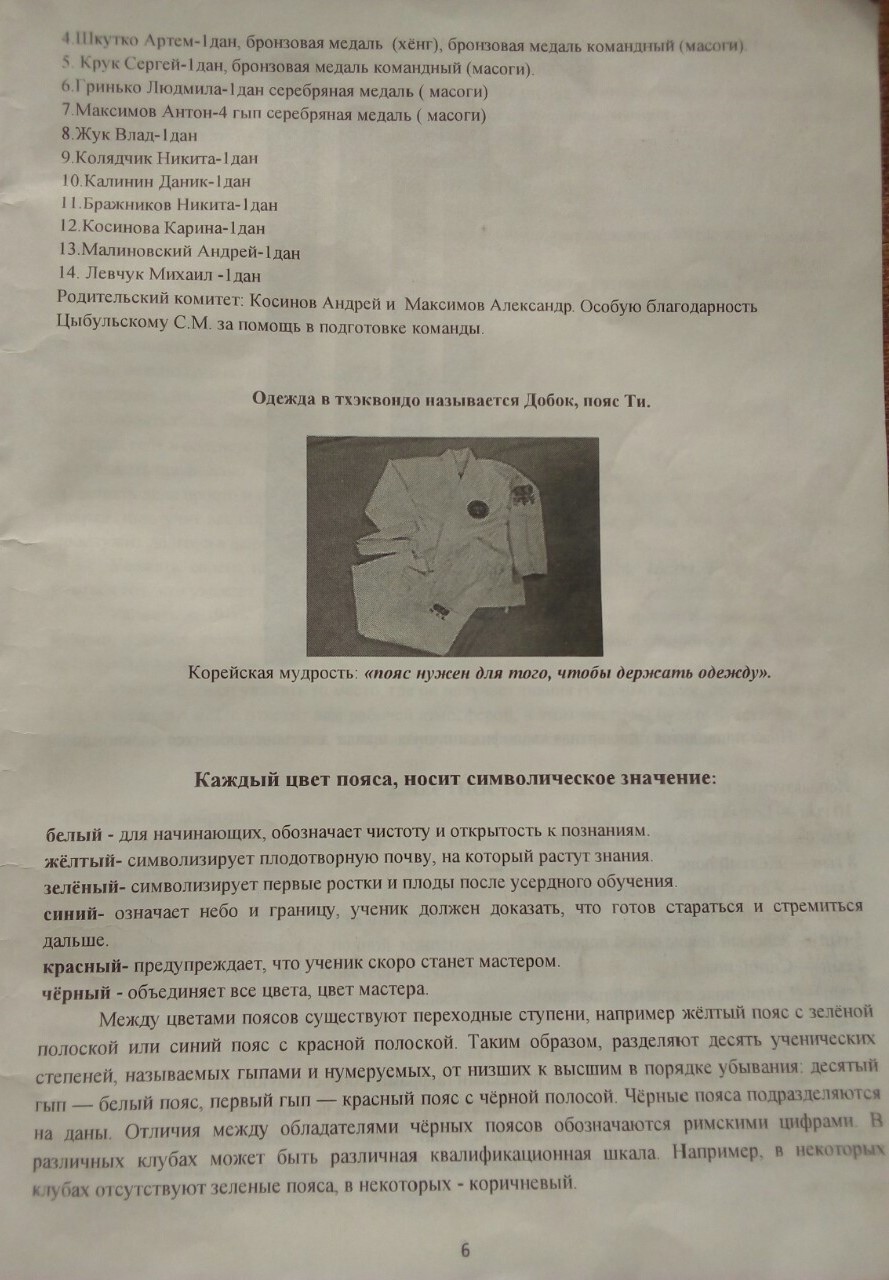 4.Шкутко Артем-1дан, бронзовая медаль (хёнг), бронзовая медаль командный (масоги)
5. Крук Сергей-1дан, бронзовая медаль командный (масоги).
6.Гринько Людмила-1дан серебряная медаль ( масоги)
7.Максимов Антон-4 гып серебряная медаль ( масоги)
8.Жук Влад-1дан
9.Колядчик Никита-1дан
10.Калинин Даник-1дан
11.Бражников Никита-1дан
12.Косинова Карина-1дан
13.Малиновский Андрей-1дан
14. Левчук Михаил -1дан
Родительский комитет: Косинов Андрей и Максимов Александр. Особую благодарность
Цыбульскому С.М. за помощь в подготовке команды.
Одежда в тхэквондо называется Добок, пояс Ти.
Корейская мудрость: «пояс нужен для того, чтобы держать одежду».
Каждый цвет пояса, носит символическое значение:
белый - для начинающих, обозначает чистоту и открытость к познаниям.
жёлтый- символизирует плодотворную почву, на который растут знания.
зелёный- символизирует первые ростки и плоды после усердного обучения.
синий- означает небо и границу, ученик должен доказать, что готов стараться и стремиться
дальше.
красный- предупреждает, что ученик скоро станет мастером.
чёрный - объединяет все цвета, цвет мастера.
Между цветами поясов существуют переходные ступени, например жёлтый пояс с зелёной
полоской или синий пояс с красной полоской. Таким образом, разделяют десять ученических
степеней, называемых гыпами и нумеруемых, от низших к высшим в порядке убывания: десятый
гып — белый пояс, первый гып — красный пояс с чёрной полосой. Чёрные пояса подразделяются
на даны. Отличия между обладателями чёрных поясов обозначаются римскими цифрами. В
различных клубах может быть различная квалификационная шкала. Например, в некоторых
клубах отсутствуют зеленые пояса, в некоторых - коричневый.
6